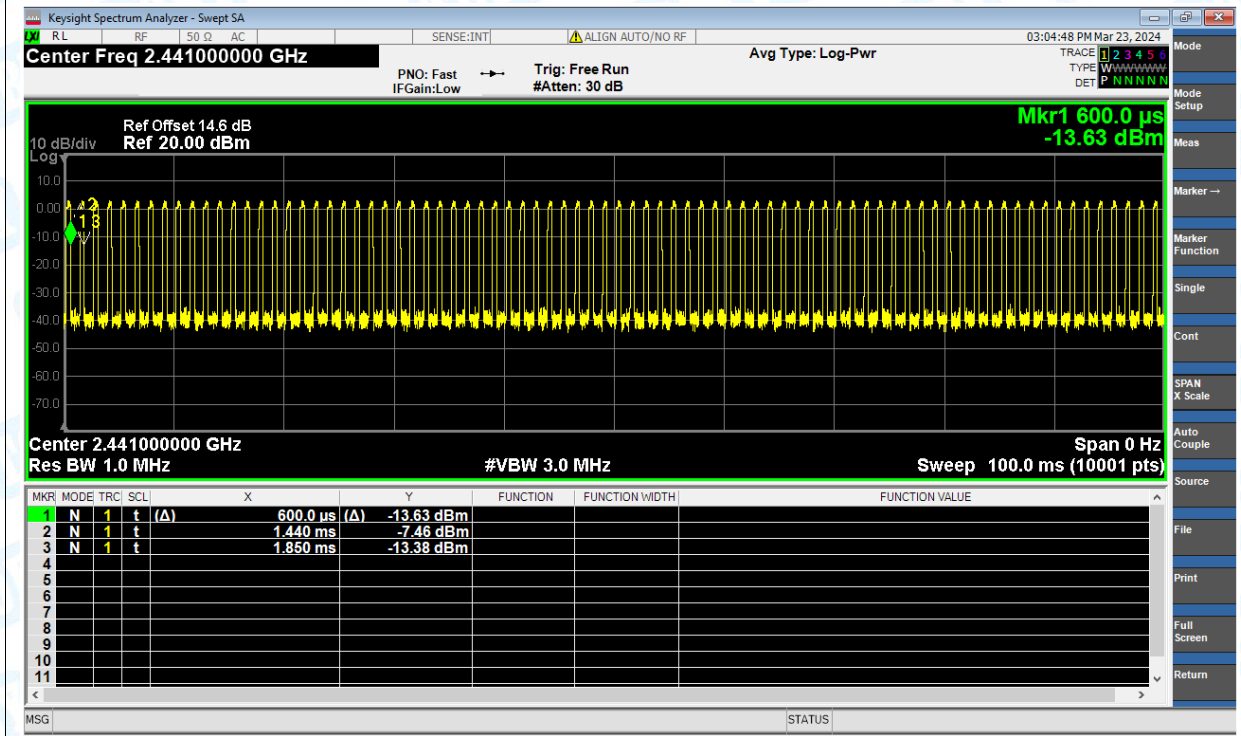 Keysight Spectrum Analyzer - Swept SA
LXI RL RF 50 Ω AC SENSE:INT ALIGN AUTO/NO RF 03:04:48 PM Mar 23, 2024
Center Freq 2.441000000 GHz
Avg Type: Log-Pwr
TRACE 1 2 3 4 5 6
PNO: Fast
Trig: Free Run
TYPE WWWWWW
IFGain:Low
#Atten: 30 dB
DET P N N N N N
Mkr1 600.0 µs
-13.63 dBm
Ref Offset 14.6 dB
10 dB/div Ref 20.00 dBm
Log
10.0
0.00
-10.0
-20.0
-30.0
-40.0
-50.0
-60.0
-70.0
2
1 3
Center 2.441000000 GHz Span 0 Hz
Res BW 1.0 MHz #VBW 3.0 MHz Sweep 100.0 ms (10001 pts)
MKR MODE TRC SCL X Y FUNCTION FUNCTION WIDTH FUNCTION VALUE
1 N 1 t (Δ) 600.0 µs (Δ) -13.63 dBm
2 N 1 t 1.440 ms -7.46 dBm
3 N 1 t 1.850 ms -13.38 dBm
4
5
6
7
8
9
10
11
MSG STATUS
Mode
Mode
Setup
Meas
Marker →
Marker
Function
Single
Cont
SPAN
X Scale
Auto
Couple
Source
File
Print
Full
Screen
Return